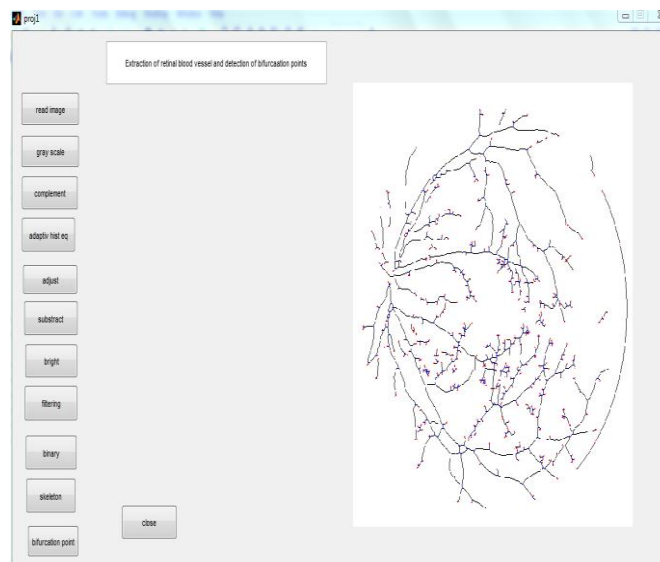 proj1
Extraction of retinal blood vessel and detection of bifurcaation points
read image
gray scale
complement
adaptiv hist eq
adjust
substract
bright
filtering
binary
skeleton
close
bifurcation point